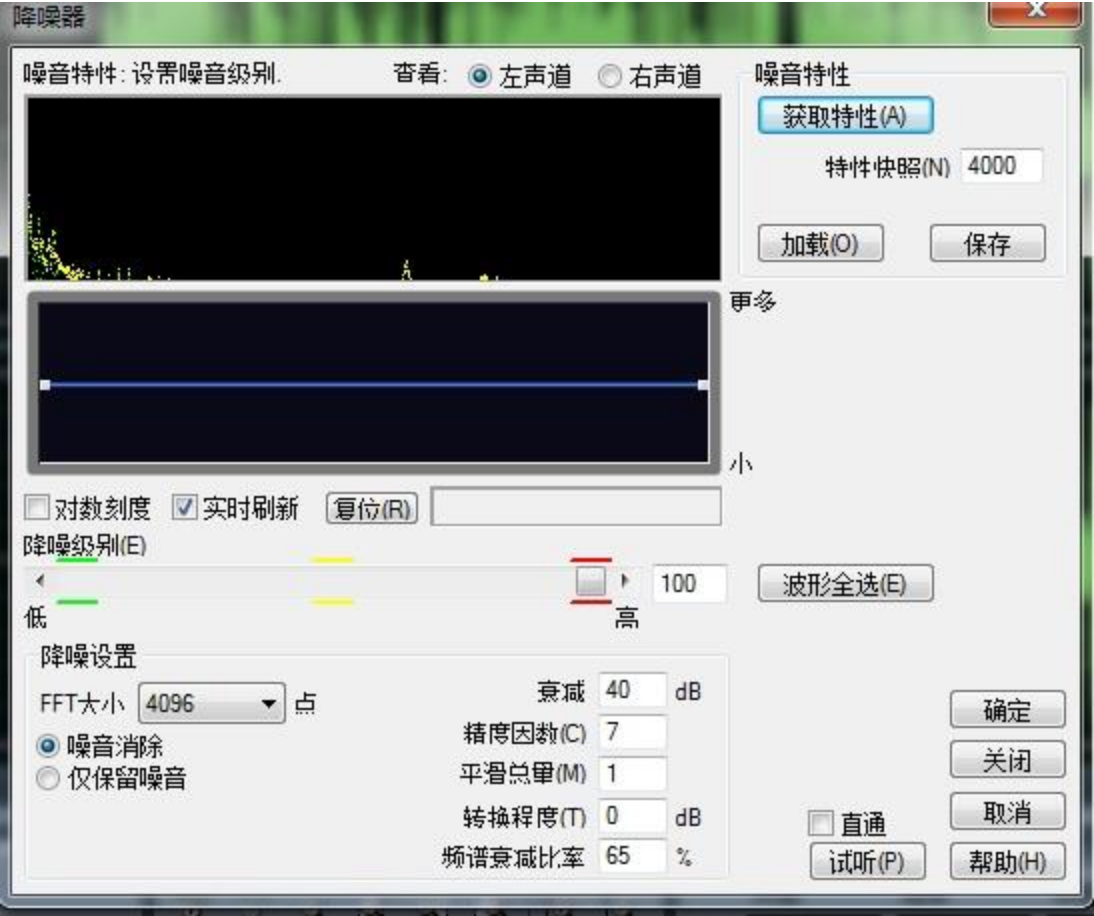 降噪器
噪音特性:设置噪音级别.
查看: 左声道 右声道
噪音特性
获取特性(A)
特性快照(N) 4000
加载(O) 保存
更多
小
对数刻度 实时刷新 复位(R)
降噪级别(E)
100 波形全选(E)
低 高
降噪设置
FFT大小 4096 点
噪音消除
仅保留噪音
衰减 40 dB
精度因数(C) 7
平滑总量(M) 1
转换程度(T) 0 dB
频谱衰减比率 65 %
确定
关闭
直通 取消
试听(P) 帮助(H)